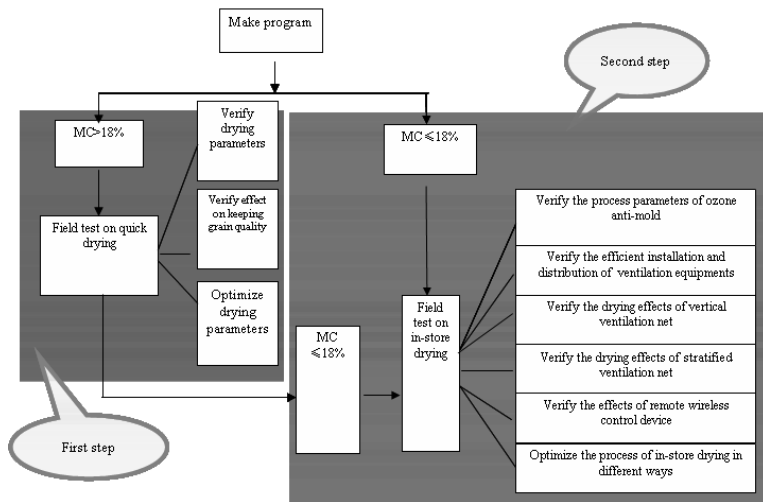 Make program
Second step
MC>18%
Verify
drying
parameters
MC≤18%
Field test on quick
drying
Verify effect
on keeping
grain quality
Optimize
drying
parameters
First step
MC
≤18%
Field
test on
in-store
drying
Verify the process parameters of ozone
anti-mold
Verify the efficient installation and
distribution of ventilation equipments
Verify the drying effects of vertical
ventilation net
Verify the drying effects of stratified
ventilation net
Verify the effects of remote wireless
control device
Optimize the process of in-store drying in
different ways